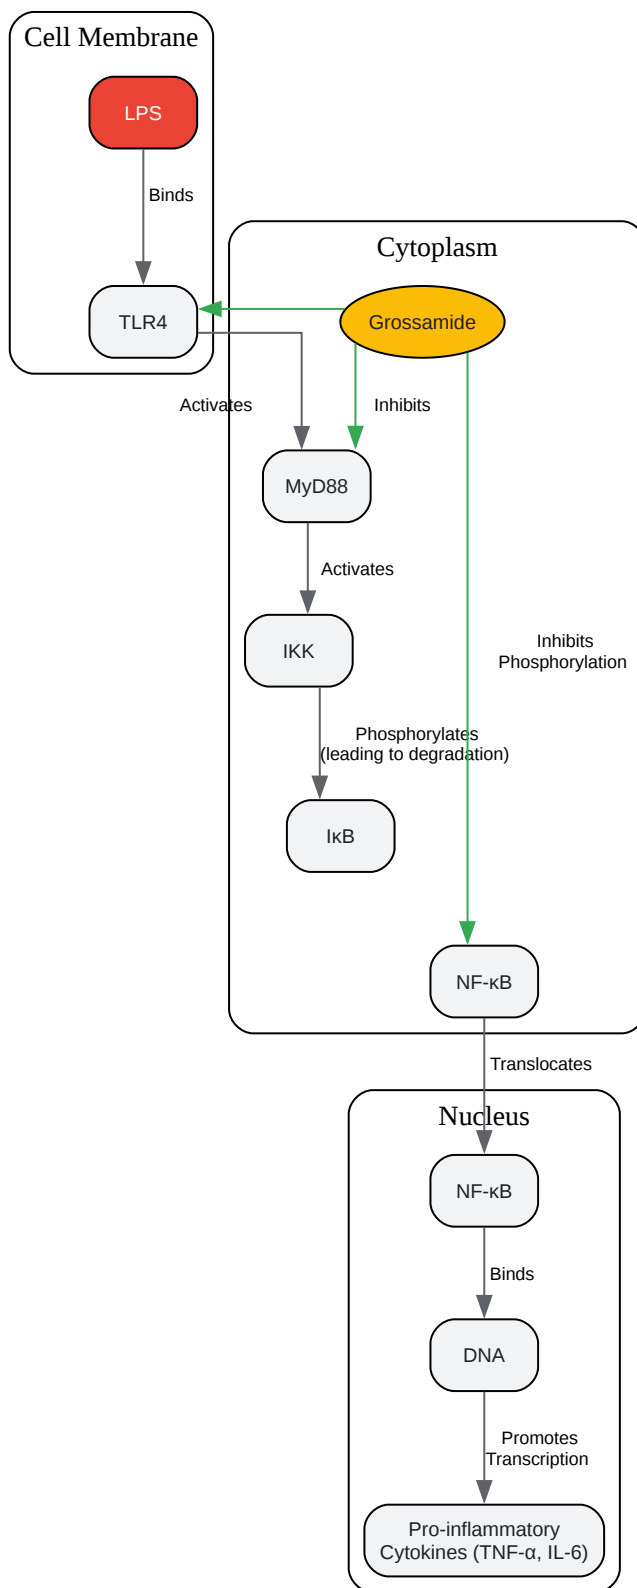 Cell Membrane
LPS
Binds
Cytoplasm
TLR4
Grossamide
Activates
Inhibits
MyD88
Activates
IKK
Inhibits
Phosphorylation
Phosphorylates
(leading to degradation)
IκB
NF-κB
Translocates
Nucleus
NF-κB
Binds
DNA
Promotes
Transcription
Pro-inflammatory
Cytokines (TNF-α, IL-6)